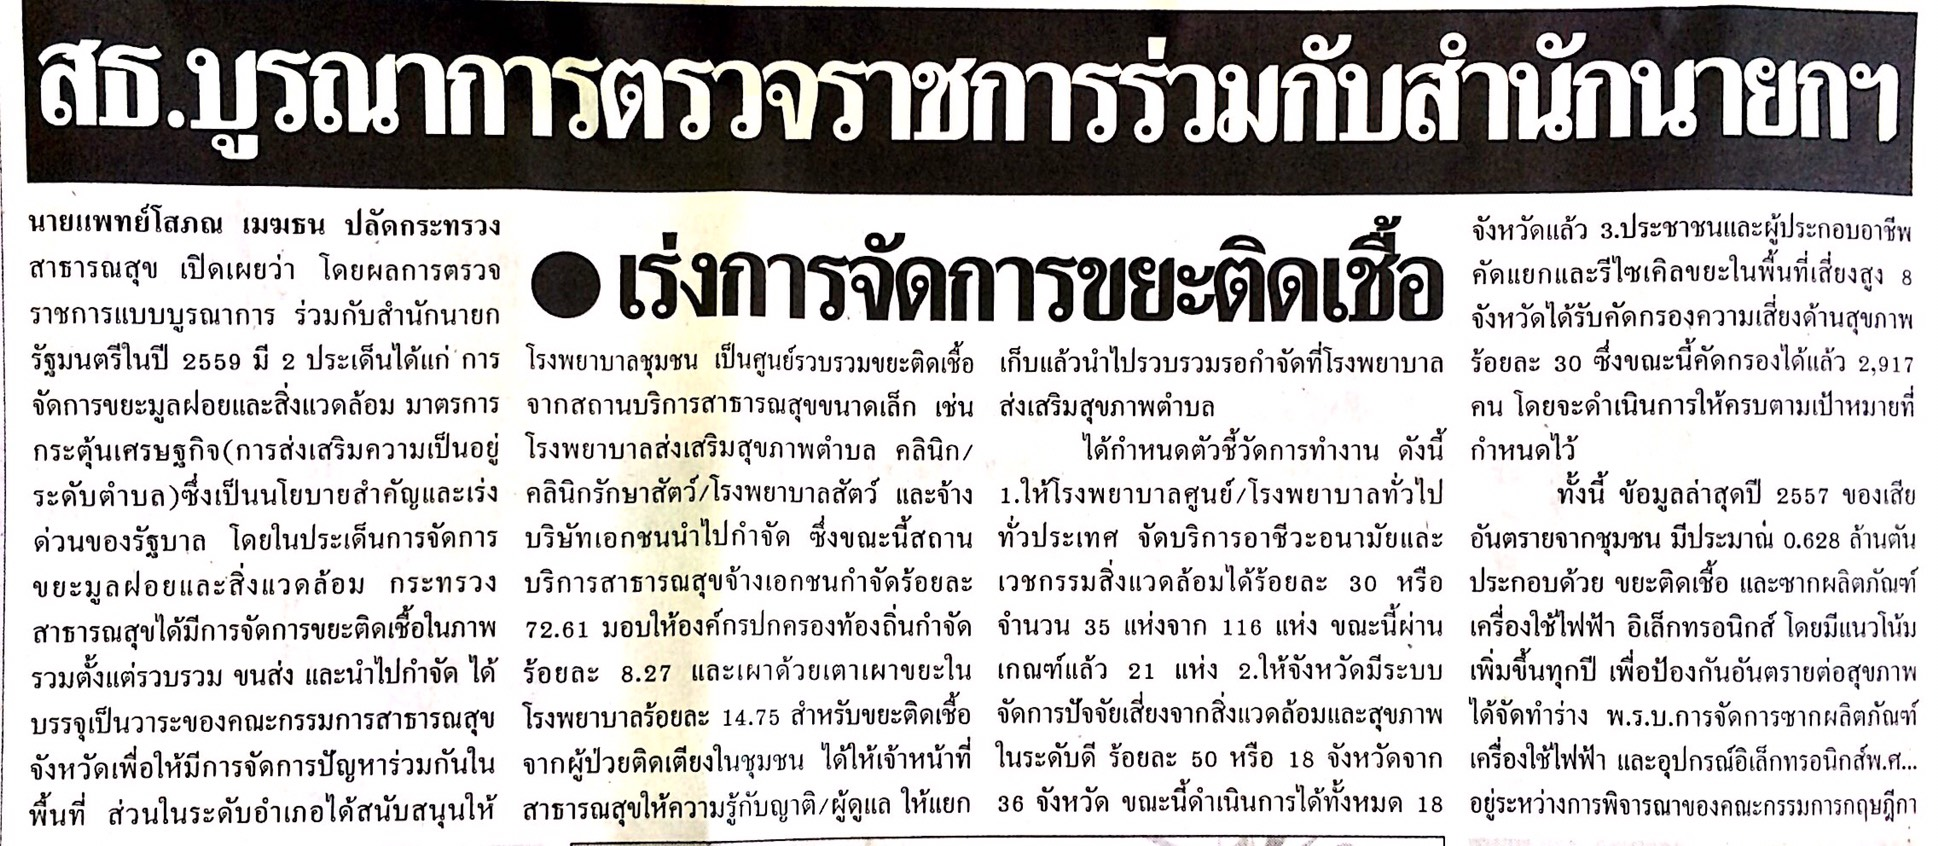 สธ.บูรณาการตรวจราชการร่วมกับสำนักนายกฯ
● เร่งการจัดการขยะติดเชื้อ
นายแพทย์โสภณ เมฆธน ปลัดกระทรวง
สาธารณสุข เปิดเผยว่า โดยผลการตรวจ
ราชการแบบบูรณาการ ร่วมกับสำนักนายก
รัฐมนตรีในปี 2559 มี 2 ประเด็นได้แก่ การ
จัดการขยะมูลฝอยและสิ่งแวดล้อม มาตรการ
กระตุ้นเศรษฐกิจ(การส่งเสริมความเป็นอยู่
ระดับตำบล)ซึ่งเป็นนโยบายสำคัญและเร่ง
ด่วนของรัฐบาล โดยในประเด็นการจัดการ
ขยะมูลฝอยและสิ่งแวดล้อม กระทรวง
สาธารณสุขได้มีการจัดการขยะติดเชื้อในภาพ
รวมตั้งแต่รวบรวม ขนส่ง และนำไปกำจัด ได้
บรรจุเป็นวาระของคณะกรรมการสาธารณสุข
จังหวัดเพื่อให้มีการจัดการปัญหาร่วมกันใน
พื้นที่ ส่วนในระดับอำเภอได้สนับสนุนให้
โรงพยาบาลชุมชน เป็นศูนย์รวบรวมขยะติดเชื้อ
จากสถานบริการสาธารณสุขขนาดเล็ก เช่น
โรงพยาบาลส่งเสริมสุขภาพตำบล คลินิก/
คลินิกรักษาสัตว์/โรงพยาบาลสัตว์ และจ้าง
บริษัทเอกชนนำไปกำจัด ซึ่งขณะนี้สถาน
บริการสาธารณสุขจ้างเอกชนกำจัดร้อยละ
72.61 มอบให้องค์กรปกครองท้องถิ่นกำจัด
ร้อยละ 8.27 และเผาด้วยเตาเผาขยะใน
โรงพยาบาลร้อยละ 14.75 สำหรับขยะติดเชื้อ
จากผู้ป่วยติดเตียงในชุมชน ได้ให้เจ้าหน้าที่
สาธารณสุขให้ความรู้กับญาติ/ผู้ดูแล ให้แยก
เก็บแล้วนำไปรวบรวมรอกำจัดที่โรงพยาบาล
ส่งเสริมสุขภาพตำบล
ได้กำหนดตัวชี้วัดการทำงาน ดังนี้
1.ให้โรงพยาบาลศูนย์/โรงพยาบาลทั่วไป
ทั่วประเทศ จัดบริการอาชีวะอนามัยและ
เวชกรรมสิ่งแวดล้อมได้ร้อยละ 30 หรือ
จำนวน 35 แห่งจาก 116 แห่ง ขณะนี้ผ่าน
เกณฑ์แล้ว 21 แห่ง 2.ให้จังหวัดมีระบบ
จัดการปัจจัยเสี่ยงจากสิ่งแวดล้อมและสุขภาพ
ในระดับดี ร้อยละ 50 หรือ 18 จังหวัดจาก
36 จังหวัด ขณะนี้ดำเนินการได้ทั้งหมด 18
จังหวัดแล้ว 3.ประชาชนและผู้ประกอบอาชีพ
คัดแยกและรีไซเคิลขยะในพื้นที่เสี่ยงสูง 8
จังหวัดได้รับคัดกรองความเสี่ยงด้านสุขภาพ
ร้อยละ 30 ซึ่งขณะนี้คัดกรองได้แล้ว 2,917
คน โดยจะดำเนินการให้ครบตามเป้าหมายที่
กำหนดไว้
ทั้งนี้ ข้อมูลล่าสุดปี 2557 ของเสีย
อันตรายจากชุมชน มีประมาณ 0.628 ล้านตัน
ประกอบด้วย ขยะติดเชื้อ และซากผลิตภัณฑ์
เครื่องใช้ไฟฟ้า อิเล็กทรอนิกส์ โดยมีแนวโน้ม
เพิ่มขึ้นทุกปี เพื่อป้องกันอันตรายต่อสุขภาพ
ได้จัดทำร่าง พ.ร.บ.การจัดการซากผลิตภัณฑ์
เครื่องใช้ไฟฟ้า และอุปกรณ์อิเล็กทรอนิกส์พ.ศ...
อยู่ระหว่างการพิจารณาของคณะกรรมการกฤษฎีกา